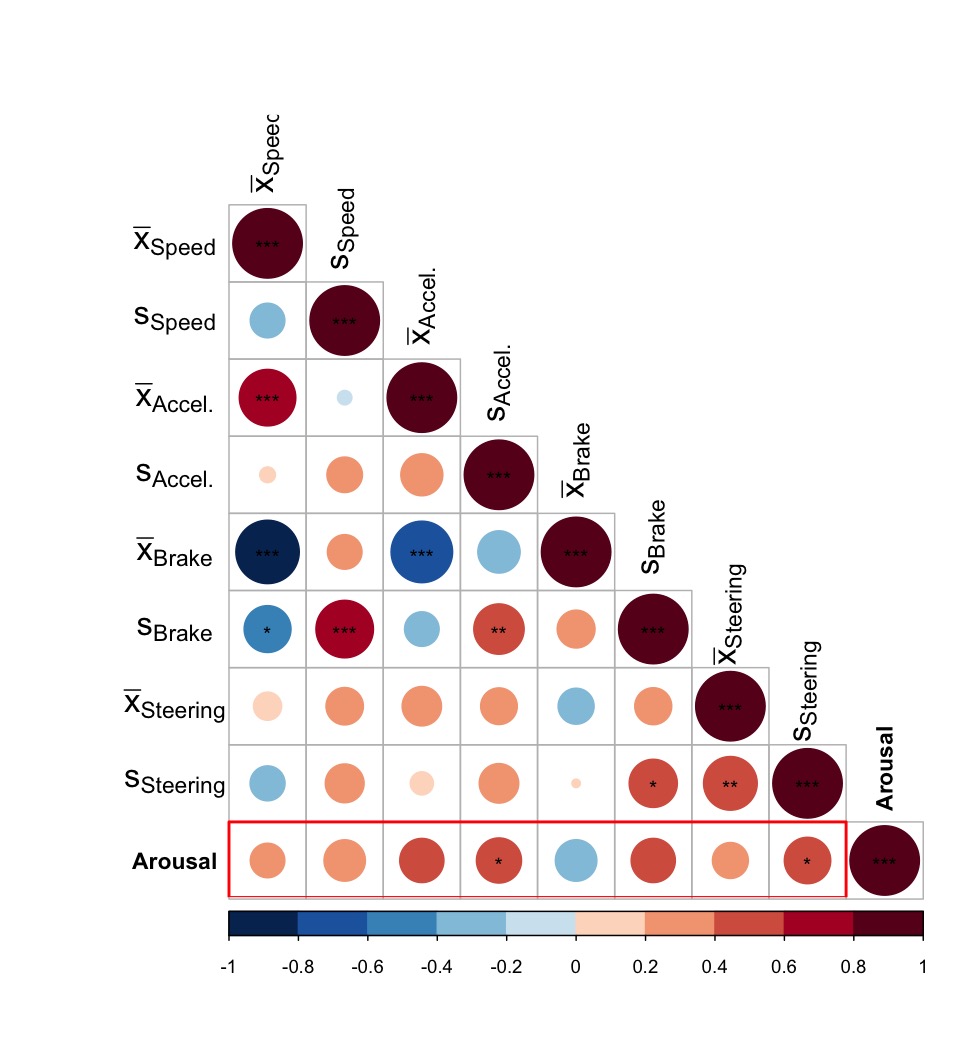 x̅Speed
sSpeed
x̅Accel.
sAccel.
x̅Brake
sBrake
x̅Steering
sSteering
Arousal
x̅Speed ***
sSpeed ***
x̅Accel. *** ***
sAccel. ***
x̅Brake *** *** ***
sBrake * *** ** ***
x̅Steering ***
sSteering * ** ***
Arousal * * ***
-1 -0.8 -0.6 -0.4 -0.2 0 0.2 0.4 0.6 0.8 1